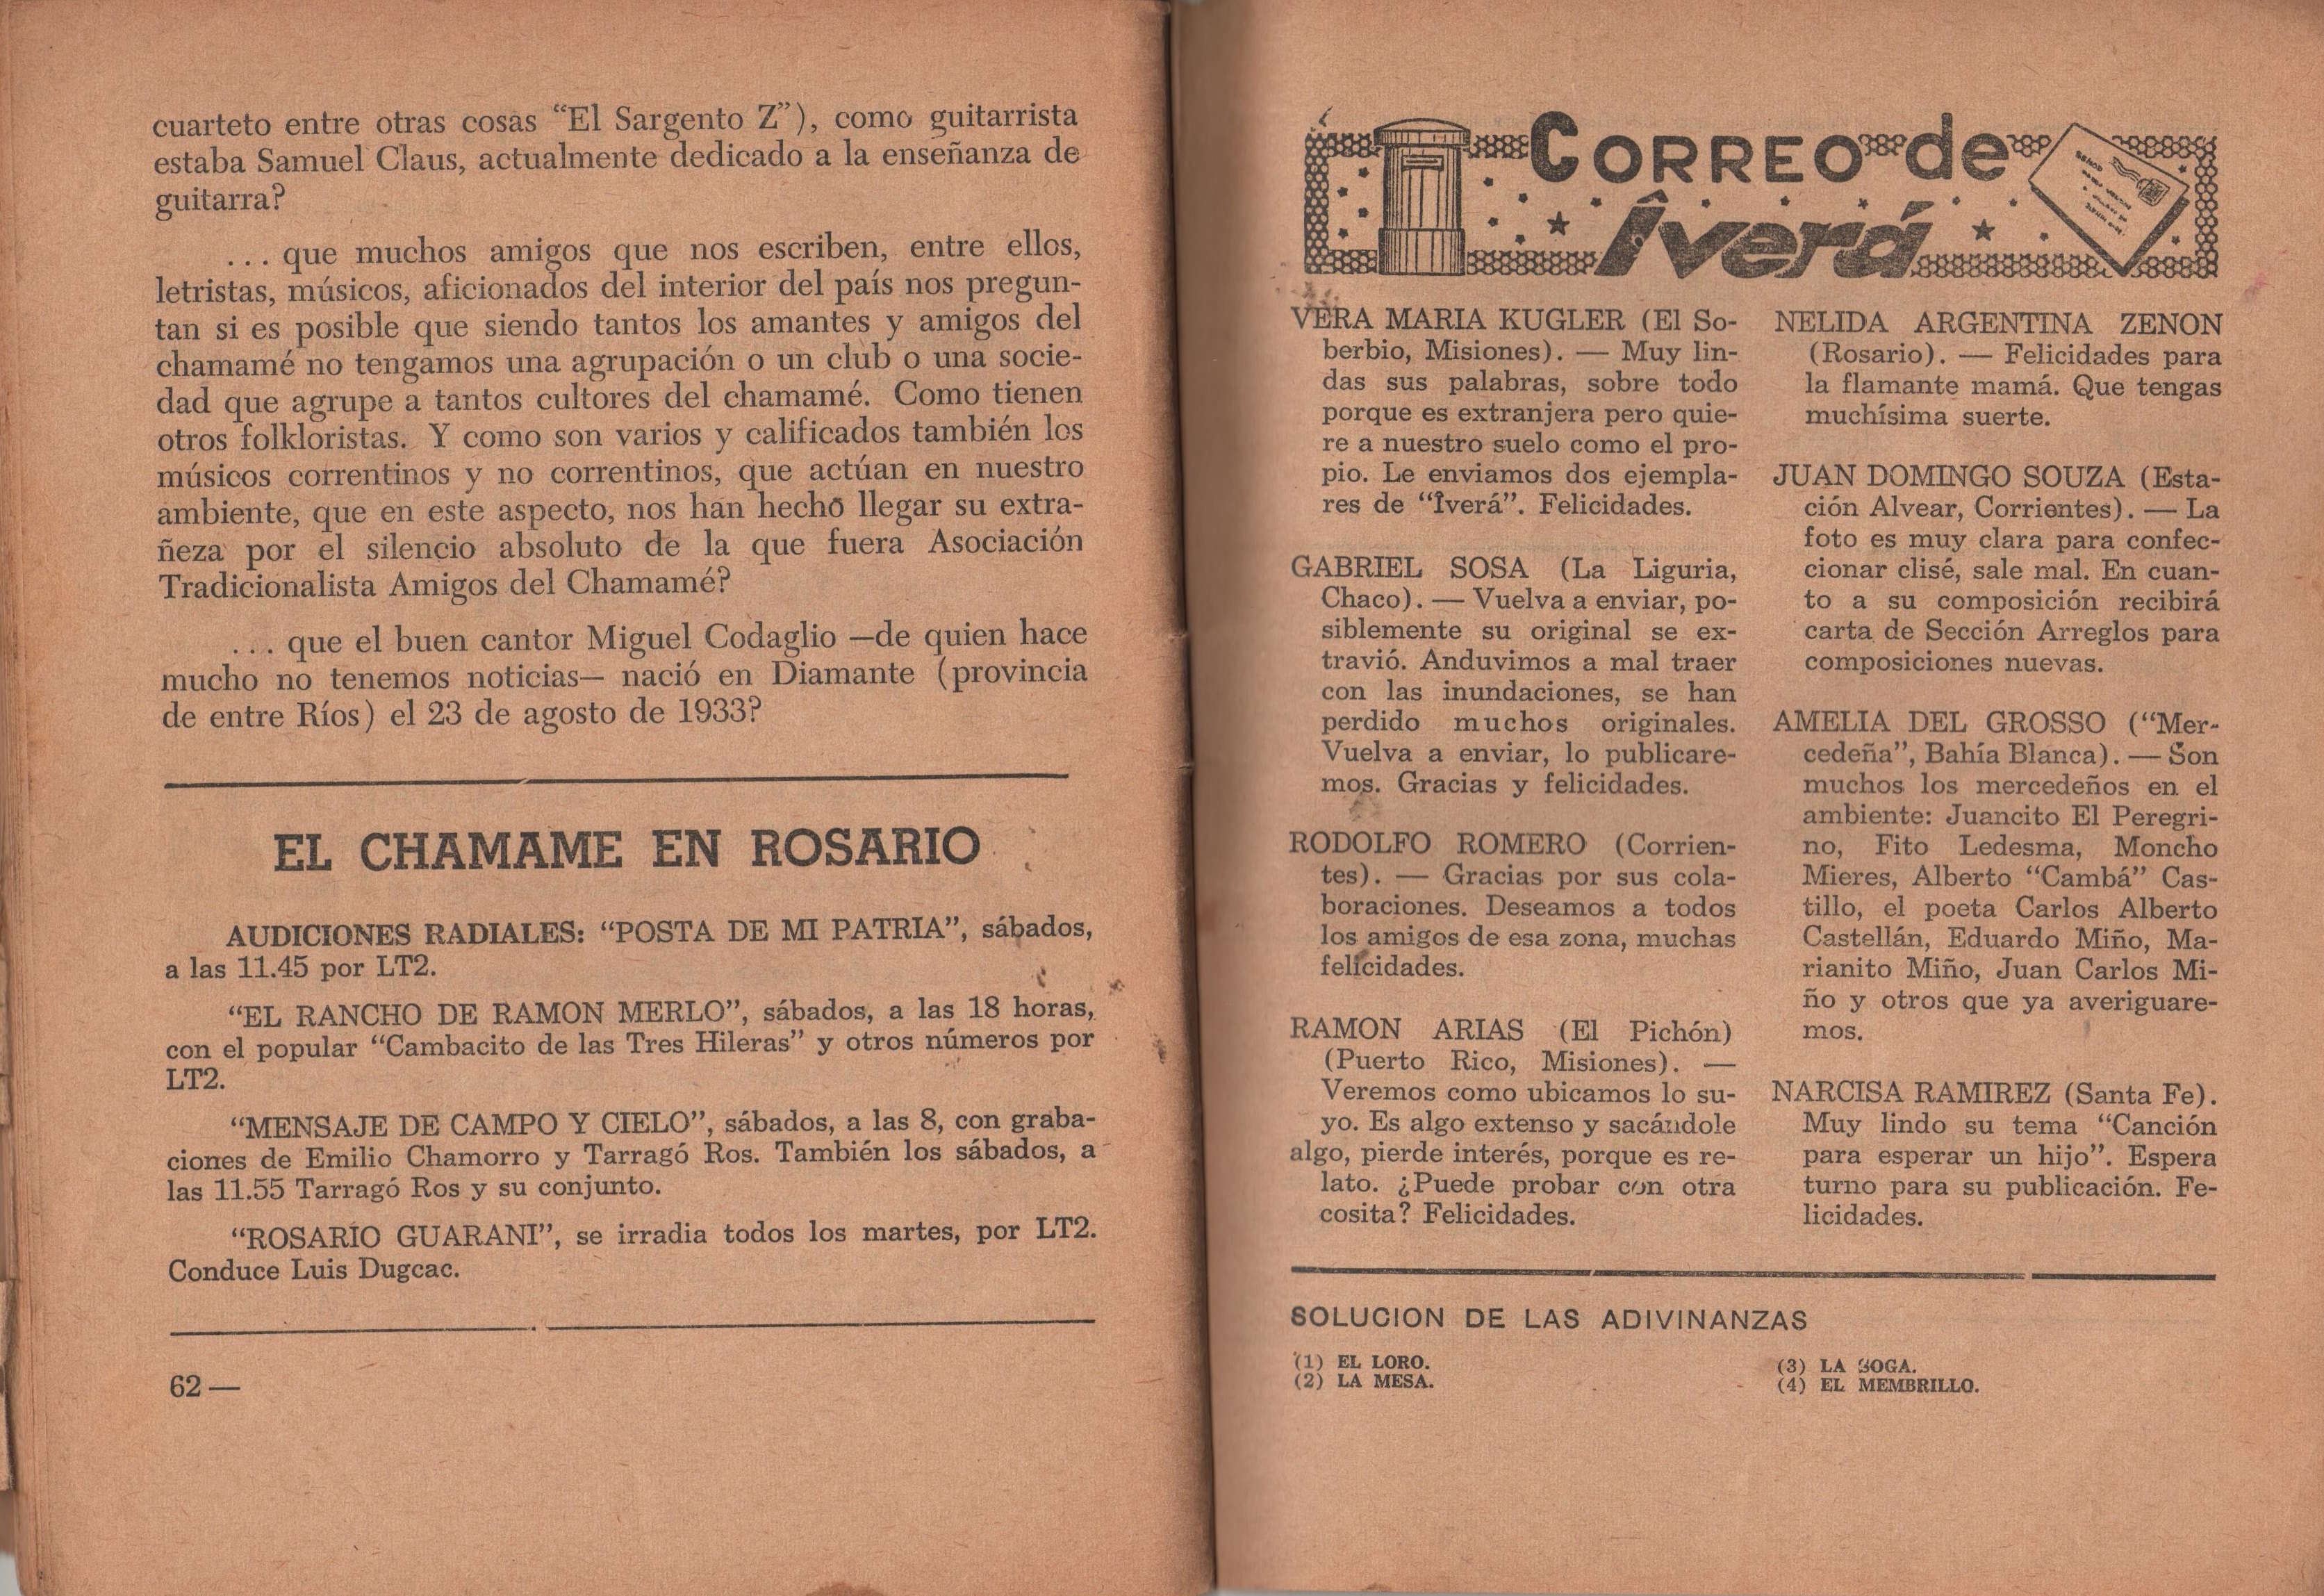 cuarteto entre otras cosas “El Sargento Z”), como guitarrista
estaba Samuel Claus, actualmente dedicado a la enseñanza de
guitarra?
... que muchos amigos que nos escriben, entre ellos,
letristas, músicos, aficionados del interior del país nos pregun-
tan si es posible que siendo tantos los amantes y amigos del
chamamé no tengamos una agrupación o un club o una socie-
dad que agrupe a tantos cultores del chamamé. Como tienen
otros folkloristas. Y como son varios y calificados también los
músicos correntinos y no correntinos, que actúan en nuestro
ambiente, que en este aspecto, nos han hecho llegar su extra-
ñeza por el silencio absoluto de la que fuera Asociación
Tradicionalista Amigos del Chamamé?
... que el buen cantor Miguel Codaglio —de quien hace
mucho no tenemos noticias— nació en Diamante (provincia
de entre Ríos) el 23 de agosto de 1933?
EL CHAMAME EN ROSARIO
AUDICIONES RADIALES: “POSTA DE MI PATRIA”, sábados,
a las 11.45 por LT2.
“EL RANCHO DE RAMON MERLO”, sábados, a las 18 horas,
con el popular “Cambacito de las Tres Hileras” y otros números por
LT2.
“MENSAJE DE CAMPO Y CIELO”, sábados, a las 8, con graba-
ciones de Emilio Chamorro y Tarragó Ros. También los sábados, a
las 11.55 Tarragó Ros y su conjunto.
“ROSARIO GUARANI”, se irradia todos los martes, por LT2.
Conduce Luis Dugcac.
62 —
CORREO de
Îverá
VERA MARIA KUGLER (El So-
berbio, Misiones). — Muy lin-
das sus palabras, sobre todo
porque es extranjera pero quie-
re a nuestro suelo como el pro-
pio. Le enviamos dos ejempla-
res de “Îverá”. Felicidades.
GABRIEL SOSA (La Liguria,
Chaco). — Vuelva a enviar, po-
siblemente su original se ex-
travió. Anduvimos a mal traer
con las inundaciones, se han
perdido muchos originales.
Vuelva a enviar, lo publicare-
mos. Gracias y felicidades.
RODOLFO ROMERO (Corrien-
tes). — Gracias por sus cola-
boraciones. Deseamos a todos
los amigos de esa zona, muchas
felicidades.
RAMON ARIAS (El Pichón)
(Puerto Rico, Misiones). —
Veremos como ubicamos lo su-
yo. Es algo extenso y sacándole
algo, pierde interés, porque es re-
lato. ¿Puede probar con otra
cosita? Felicidades.
NELIDA ARGENTINA ZENON
(Rosario). — Felicidades para
la flamante mamá. Que tengas
muchísima suerte.
JUAN DOMINGO SOUZA (Esta-
ción Alvear, Corrientes). — La
foto es muy clara para confec-
cionar clisé, sale mal. En cuan-
to a su composición recibirá
carta de Sección Arreglos para
composiciones nuevas.
AMELIA DEL GROSSO (“Mer-
cedeña”, Bahía Blanca). — Son
muchos los mercedeños en el
ambiente: Juancito El Peregri-
no, Fito Ledesma, Moncho
Mieres, Alberto “Cambá” Cas-
tillo, el poeta Carlos Alberto
Castellán, Eduardo Miño, Ma-
rianito Miño, Juan Carlos Mi-
ño y otros que ya averiguare-
mos.
NARCISA RAMIREZ (Santa Fe).
Muy lindo su tema “Canción
para esperar un hijo”. Espera
turno para su publicación. Fe-
licidades.
SOLUCION DE LAS ADIVINANZAS
(1) EL LORO.
(2) LA MESA.
(3) LA SOGA.
(4) EL MEMBRILLO.